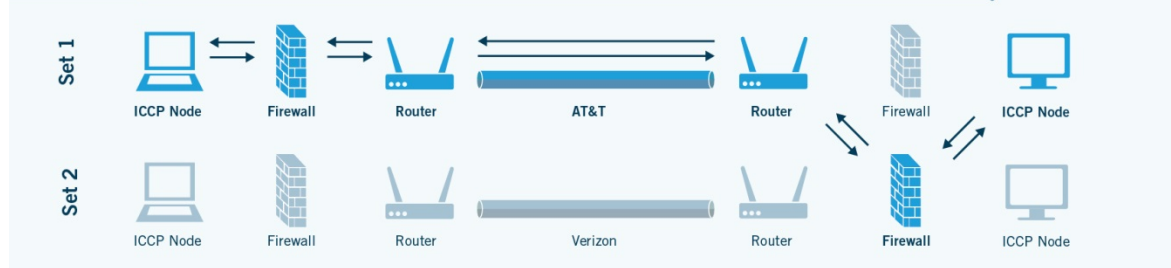 Set 1
ICCP Node Firewall Router AT&T Router Firewall ICCP Node
Set 2
ICCP Node Firewall Router Verizon Router Firewall ICCP Node